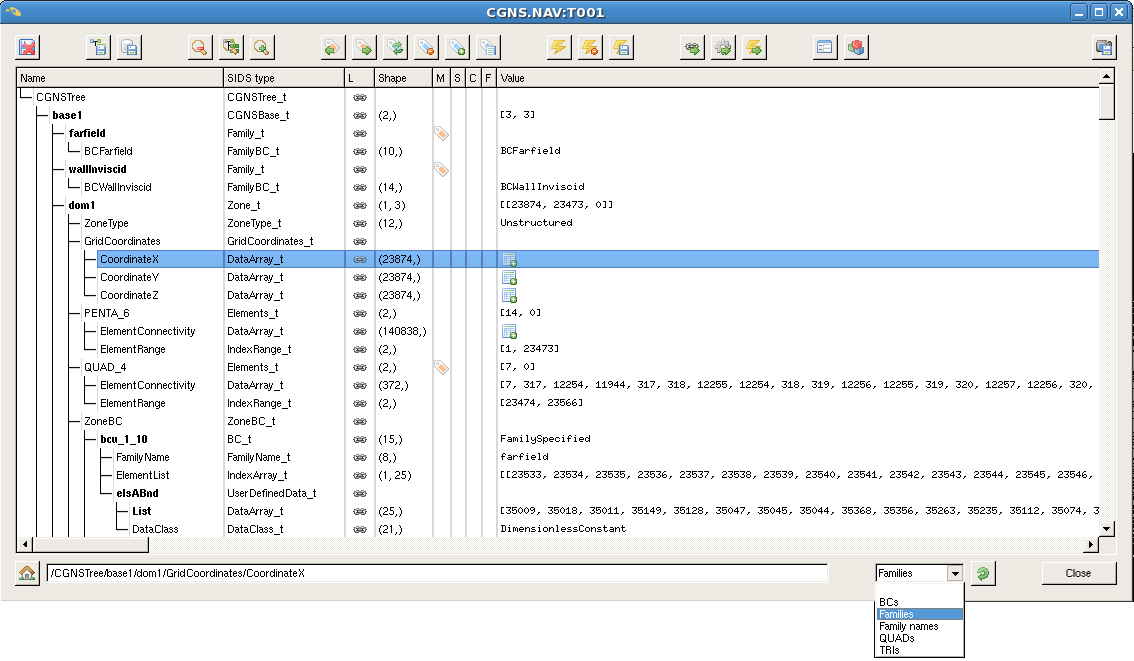 CGNS.NAV:T001
Name SIDS type L Shape M S C F Value
CGNSTree CGNSTree_t
base1 CGNSBase_t (2,) [3, 3]
farfield Family_t
BCFarfield FamilyBC_t (10,) BCFarfield
wallInviscid Family_t
BCWallInviscid FamilyBC_t (14,) BCWallInviscid
dom1 Zone_t (1, 3) [[23874, 23473, 0]]
ZoneType ZoneType_t (12,) Unstructured
GridCoordinates GridCoordinates_t
CoordinateX DataArray_t (23874,)
CoordinateY DataArray_t (23874,)
CoordinateZ DataArray_t (23874,)
PENTA_6 Elements_t (2,) [14, 0]
ElementConnectivity DataArray_t (140838,)
ElementRange IndexRange_t (2,) [1, 23473]
QUAD_4 Elements_t (2,) [7, 0]
ElementConnectivity DataArray_t (372,) [7, 317, 12254, 11944, 317, 318, 12255, 12254, 318, 319, 12256, 12255, 319, 320, 12257, 12256, 320,
ElementRange IndexRange_t (2,) [23474, 23566]
ZoneBC ZoneBC_t
bcu_1_10 BC_t (15,) FamilySpecified
FamilyName FamilyName_t (8,) farfield
ElementList IndexArray_t (1, 25) [[23533, 23534, 23535, 23536, 23537, 23538, 23539, 23540, 23541, 23542, 23543, 23544, 23545, 23546,
elsABnd UserDefinedData_t
List DataArray_t (25,) [35009, 35018, 35011, 35149, 35128, 35047, 35045, 35044, 35368, 35356, 35263, 35235, 35112, 35074, 3
DataClass DataClass_t (21,) DimensionlessConstant
/CGNSTree/base1/dom1/GridCoordinates/CoordinateX Families Close
BCs
Families
Family names
QUADs
TRIs